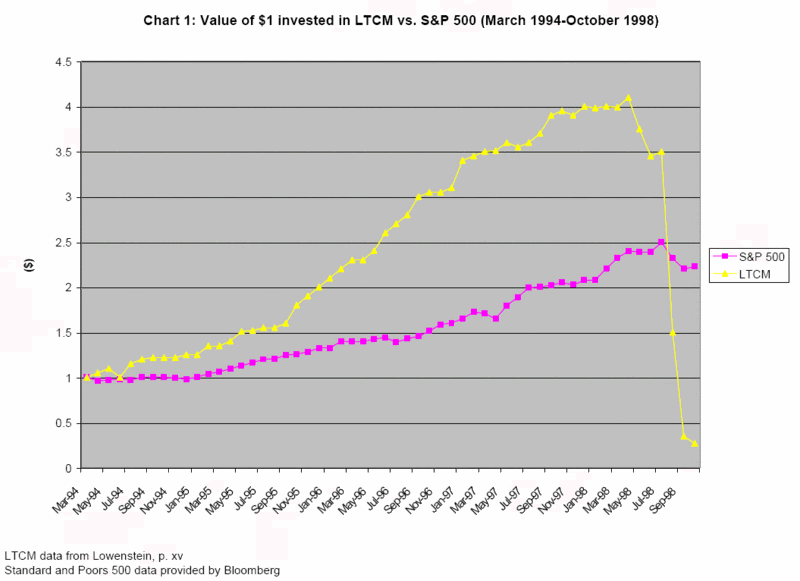 Chart 1: Value of $1 invested in LTCM vs. S&P 500 (March 1994-October 1998)
4.5
4
3.5
3
2.5
2
1.5
1
0.5
0
($)
S&P 500
LTCM
Mar-94
May-94
Jul-94
Sep-94
Nov-94
Jan-95
Mar-95
May-95
Jul-95
Sep-95
Nov-95
Jan-96
Mar-96
May-96
Jul-96
Sep-96
Nov-96
Jan-97
Mar-97
May-97
Jul-97
Sep-97
Nov-97
Jan-98
Mar-98
May-98
Jul-98
Sep-98
LTCM data from Lowenstein, p. xv
Standard and Poors 500 data provided by Bloomberg